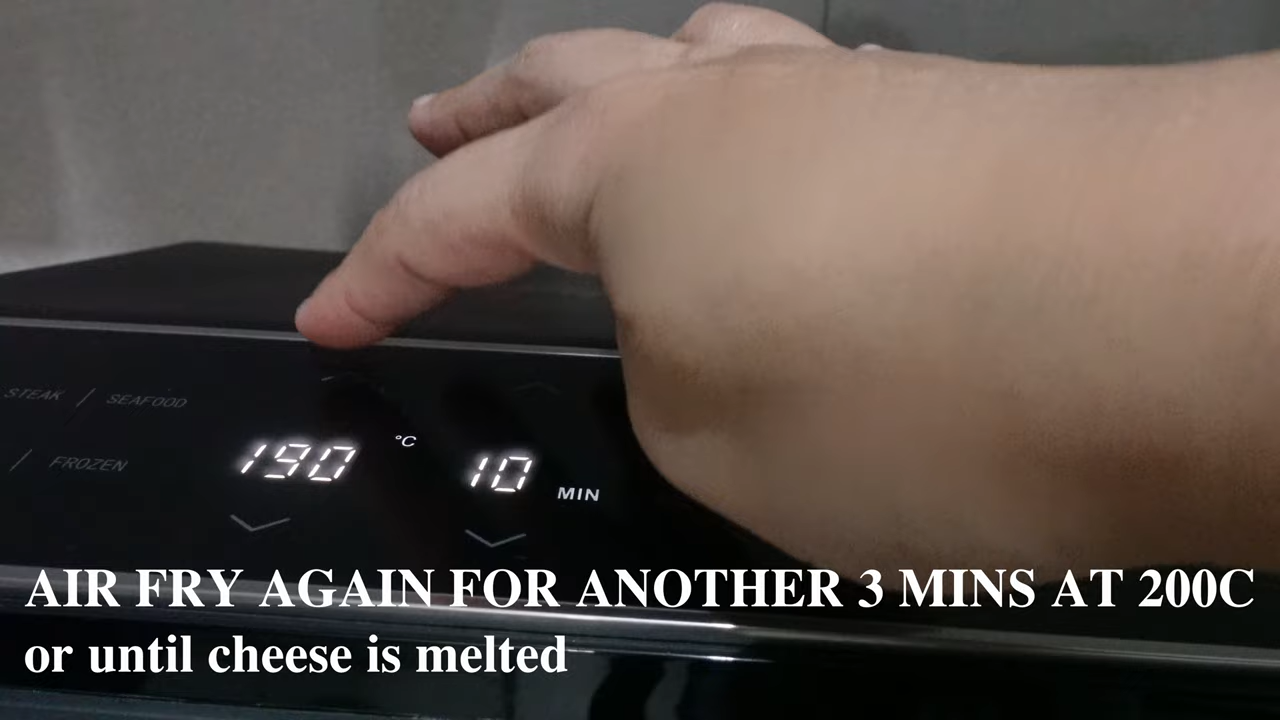 STEAK / SEAFOOD
/ FROZEN
190 °C 10 MIN
AIR FRY AGAIN FOR ANOTHER 3 MINS AT 200C
or until cheese is melted